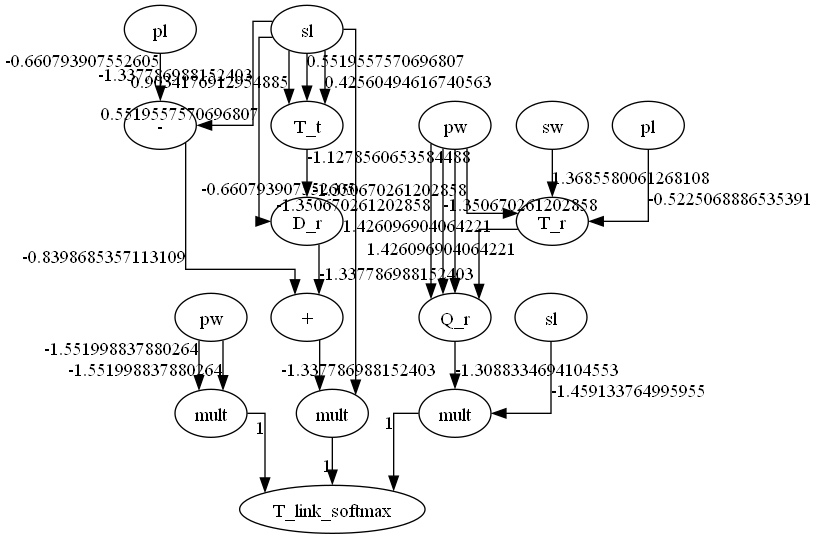 pl
sl
-0.660793907552605
0.5519557570696807
-1.337786988152403
0.9034176912954885
0.42560494616740563
0.5519557570696807
-
T_t
pw
sw
pl
-1.1278560653584488
1.3685580061268108
-0.660793907552605
-1.350670261202858
-0.5225068886535391
-1.350670261202858
-1.350670261202858
D_r
1.426096904064221
T_r
1.426096904064221
-0.8398685357113109
-1.337786988152403
pw
+
Q_r
sl
-1.551998837880264
-1.551998837880264
-1.337786988152403
-1.3088334694104553
-1.459133764995955
mult
mult
mult
1
1
1
T_link_softmax